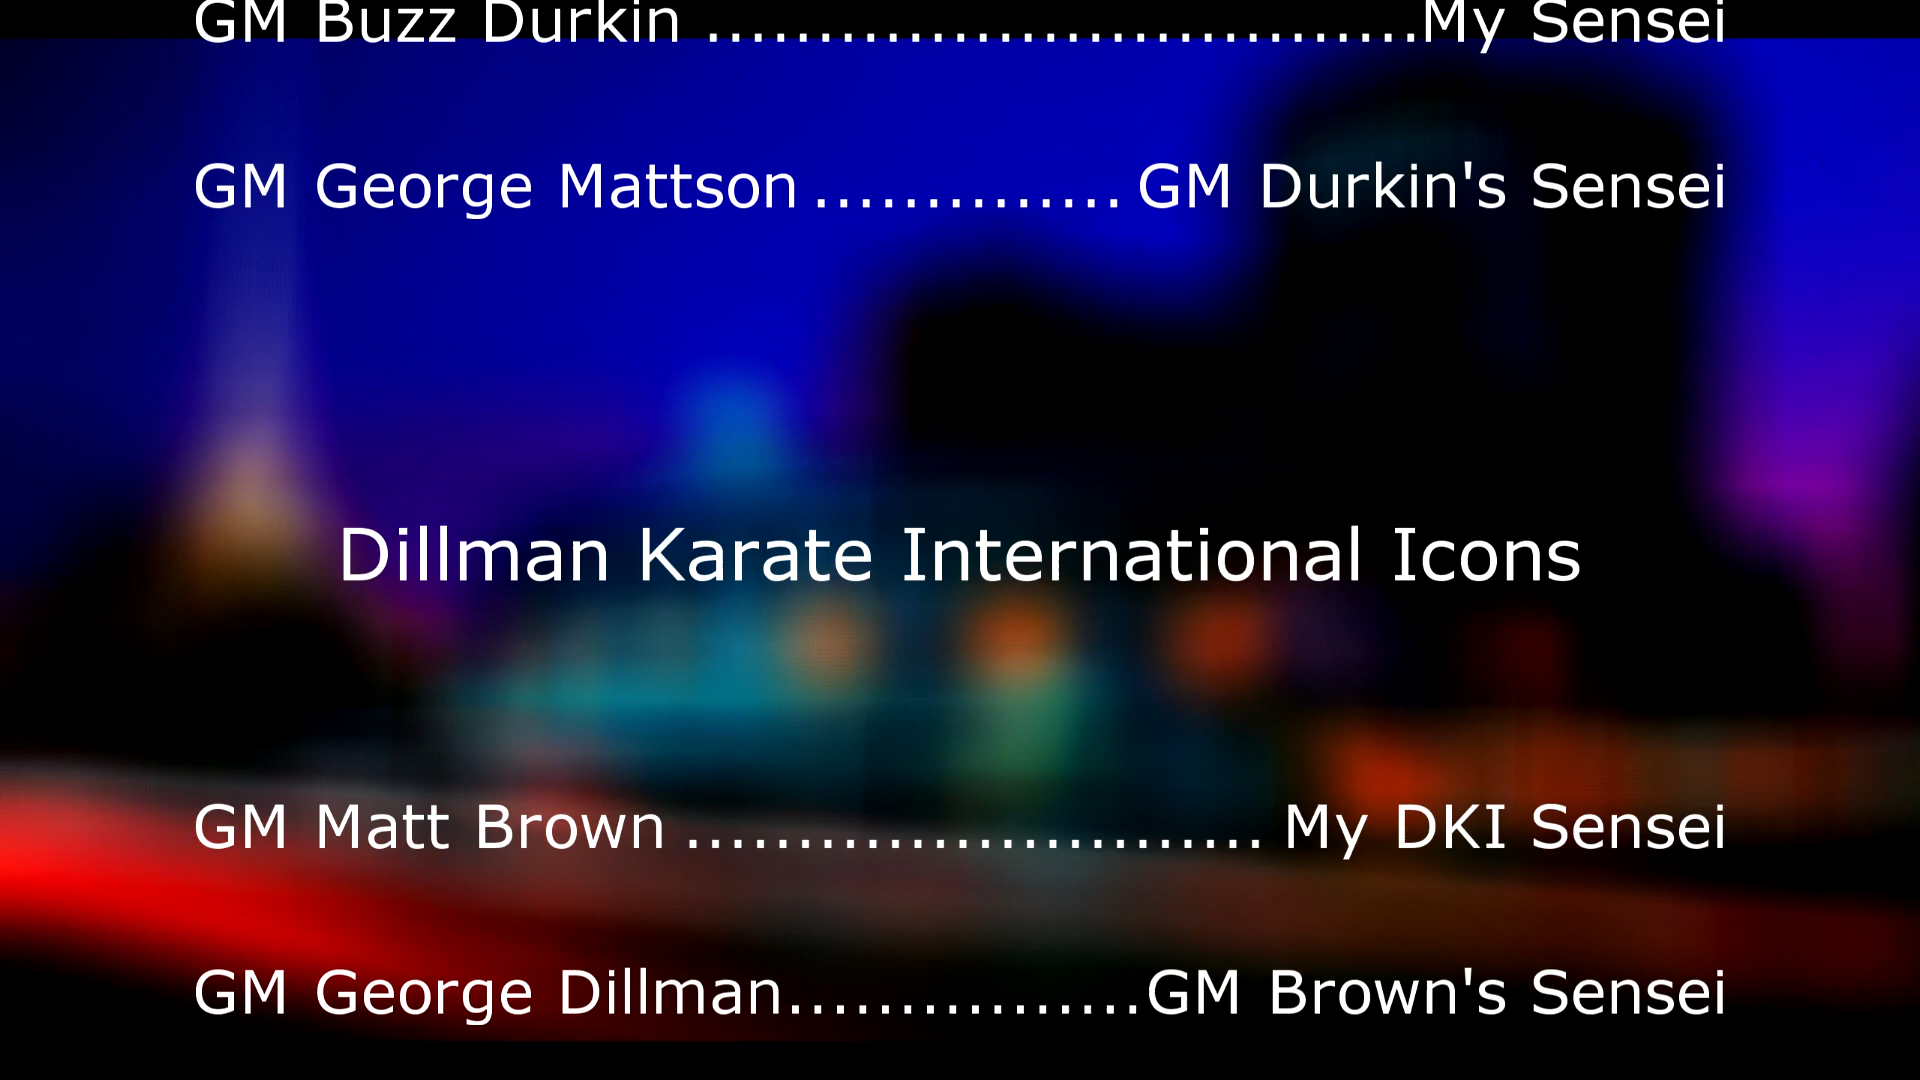 GM Buzz Durkin ................................My Sensei
GM George Mattson .............. GM Durkin's Sensei
Dillman Karate International Icons
GM Matt Brown .......................... My DKI Sensei
GM George Dillman................GM Brown's Sensei